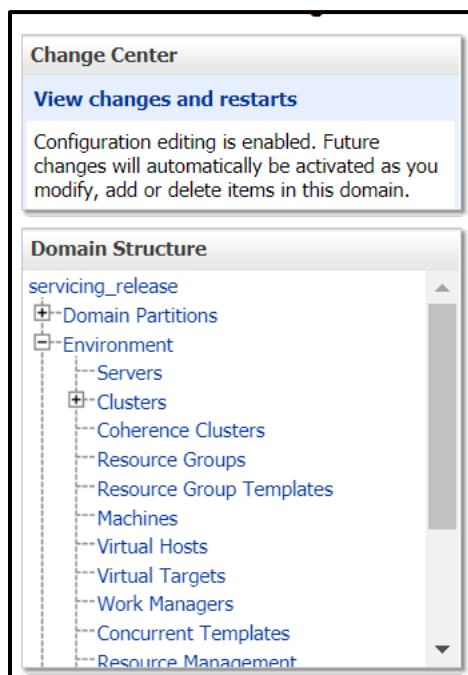 Change Center
View changes and restarts
Configuration editing is enabled. Future
changes will automatically be activated as you
modify, add or delete items in this domain.
Domain Structure
servicing_release
Domain Partitions
Environment
Servers
Clusters
Coherence Clusters
Resource Groups
Resource Group Templates
Machines
Virtual Hosts
Virtual Targets
Work Managers
Concurrent Templates
Resource Management